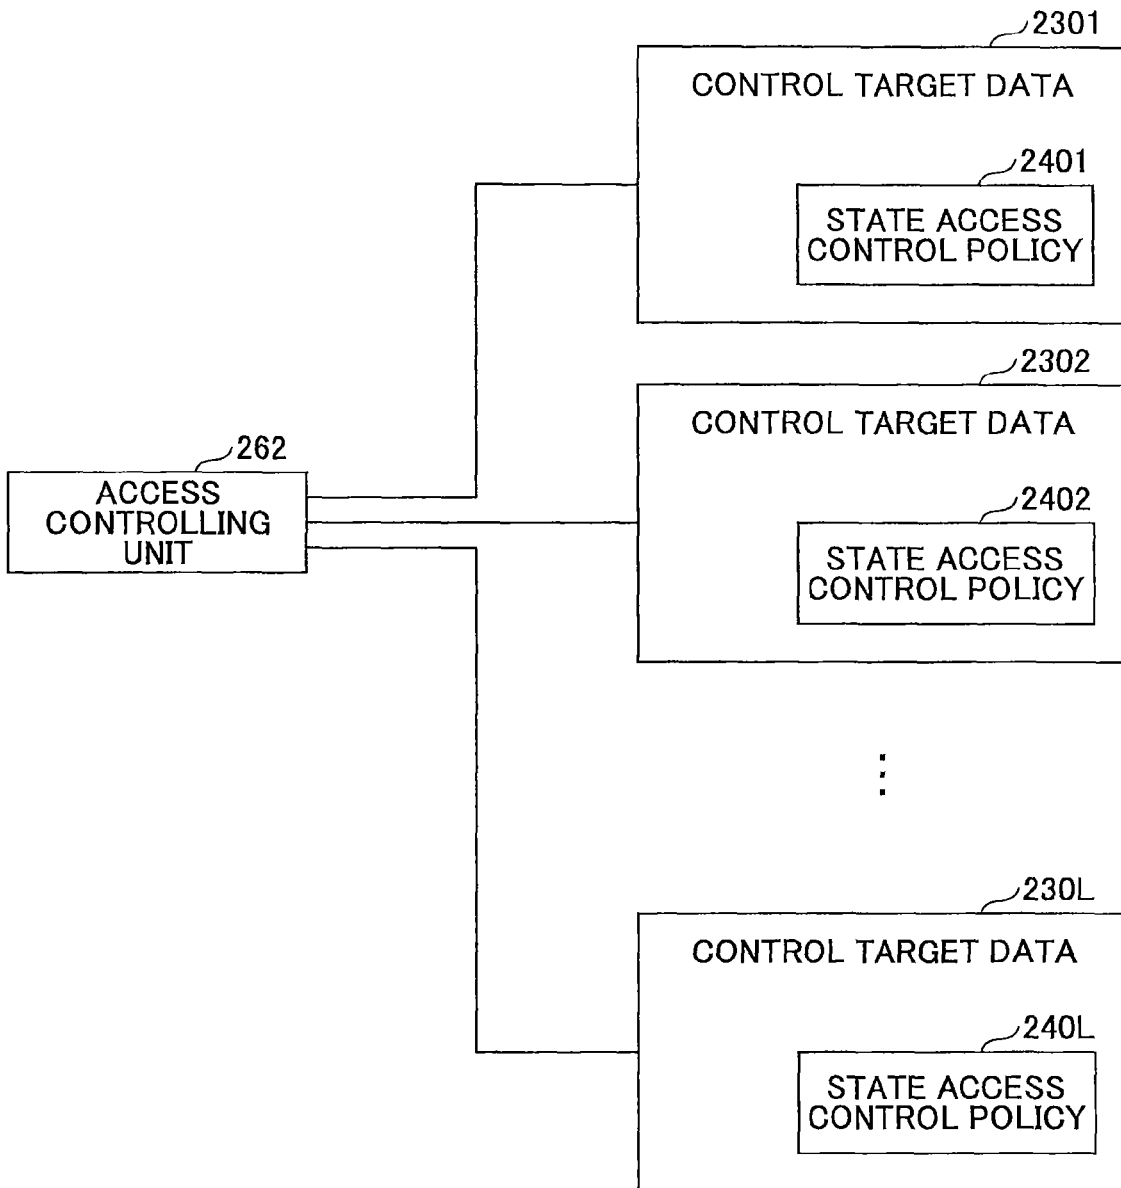 2301
CONTROL TARGET DATA
2401
STATE ACCESS
CONTROL POLICY
2302
CONTROL TARGET DATA
262
ACCESS
CONTROLLING
UNIT
2402
STATE ACCESS
CONTROL POLICY
230L
CONTROL TARGET DATA
240L
STATE ACCESS
CONTROL POLICY